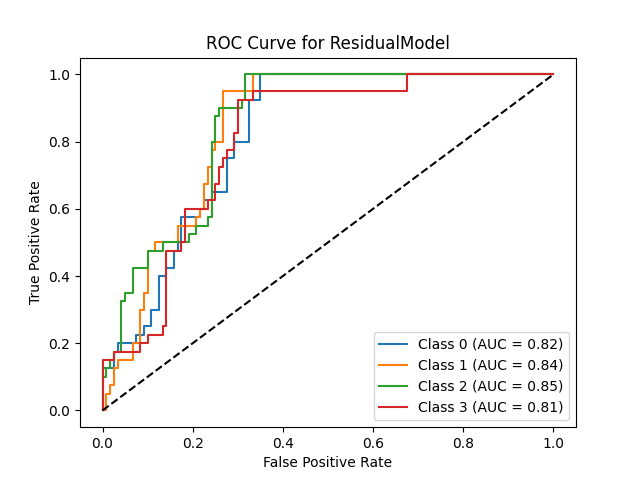 ROC Curve for ResidualModel
True Positive Rate
1.0
0.8
0.6
0.4
0.2
0.0
Class 0 (AUC = 0.82)
Class 1 (AUC = 0.84)
Class 2 (AUC = 0.85)
Class 3 (AUC = 0.81)
0.0 0.2 0.4 0.6 0.8 1.0
False Positive Rate